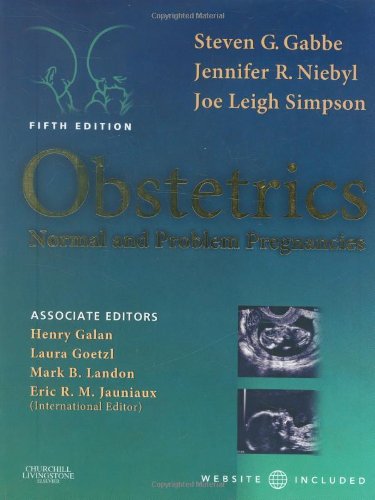 Steven G. Gabbe
Jennifer R. Niebyl
Joe Leigh Simpson
FIFTH EDITION
Obstetrics
Normal and Problem Pregnancies
ASSOCIATE EDITORS
Henry Galan
Laura Goetzl
Mark B. Landon
Eric R. M. Jauniaux
(International Editor)
CHURCHILL
LIVINGSTONE
ELSEVIER
WEBSITE INCLUDED